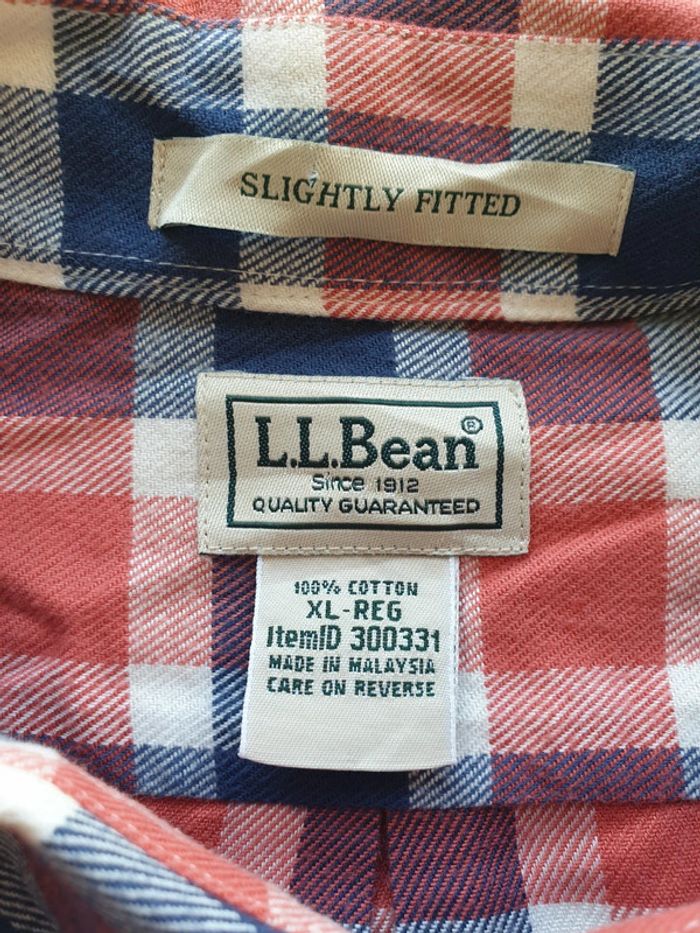 SLIGHTLY FITTED
L.L.Bean®
Since 1912
QUALITY GUARANTEED
100% COTTON
XL-REG
ItemID 300331
MADE IN MALAYSIA
CARE ON REVERSE